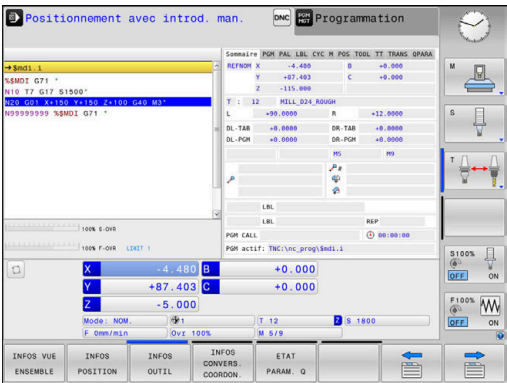 Positionnement avec introd. man.
DNC
PGM MGT
Programmation
→$mdi.i
%$MDI G71 *
N10 T7 G17 S1500*
N20 G01 X+150 Y+150 Z+100 G40 M3*
N99999999 %$MDI G71 *
100% S-OVR
100% F-OVR LIMIT 1
Sommaire PGM PAL LBL CYC M POS TOOL TT TRANS QPARA
REFNOM X -4.480 B +0.000
Y +87.403 C +0.000
Z -115.000
T : 12 MILL_D24_ROUGH
L +90.0000 R +12.0000
DL-TAB +0.0000 DR-TAB +0.0000
DL-PGM +0.0000 DR-PGM +0.0000
M5 M9
LBL
LBL REP
PGM CALL 00:00:00
PGM actif: TNC:\nc_prog\$mdi.i
X -4.480 B +0.000
Y +87.403 C +0.000
Z -5.000
Mode: NOM. 1 T 12 Z S 1800
F 0mm/min Ovr 100% M 5/9
M
S
T
S100%
OFF ON
F100%
OFF ON
INFOS VUE ENSEMBLE
INFOS POSITION
INFOS OUTIL
INFOS CONVERS. COORDON.
ETAT PARAM. Q